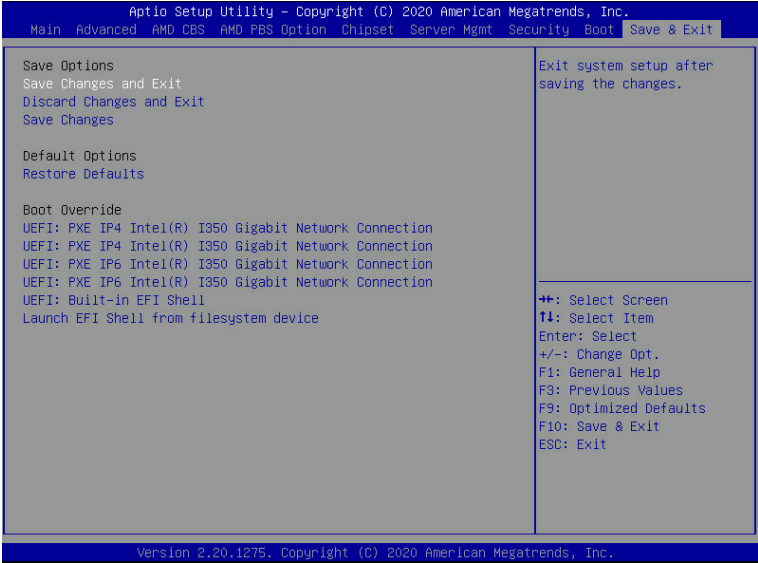 Aptio Setup Utility – Copyright (C) 2020 American Megatrends, Inc.
Main Advanced AMD CBS AMD PBS Option Chipset Server Mgmt Security Boot Save & Exit
Save Options
Save Changes and Exit
Discard Changes and Exit
Save Changes
Default Options
Restore Defaults
Boot Override
UEFI: PXE IP4 Intel(R) I350 Gigabit Network Connection
UEFI: PXE IP4 Intel(R) I350 Gigabit Network Connection
UEFI: PXE IP6 Intel(R) I350 Gigabit Network Connection
UEFI: PXE IP6 Intel(R) I350 Gigabit Network Connection
UEFI: Built-in EFI Shell
Launch EFI Shell from filesystem device
Exit system setup after
saving the changes.
→←: Select Screen
↑↓: Select Item
Enter: Select
+/-: Change Opt.
F1: General Help
F3: Previous Values
F9: Optimized Defaults
F10: Save & Exit
ESC: Exit
Version 2.20.1275. Copyright (C) 2020 American Megatrends, Inc.